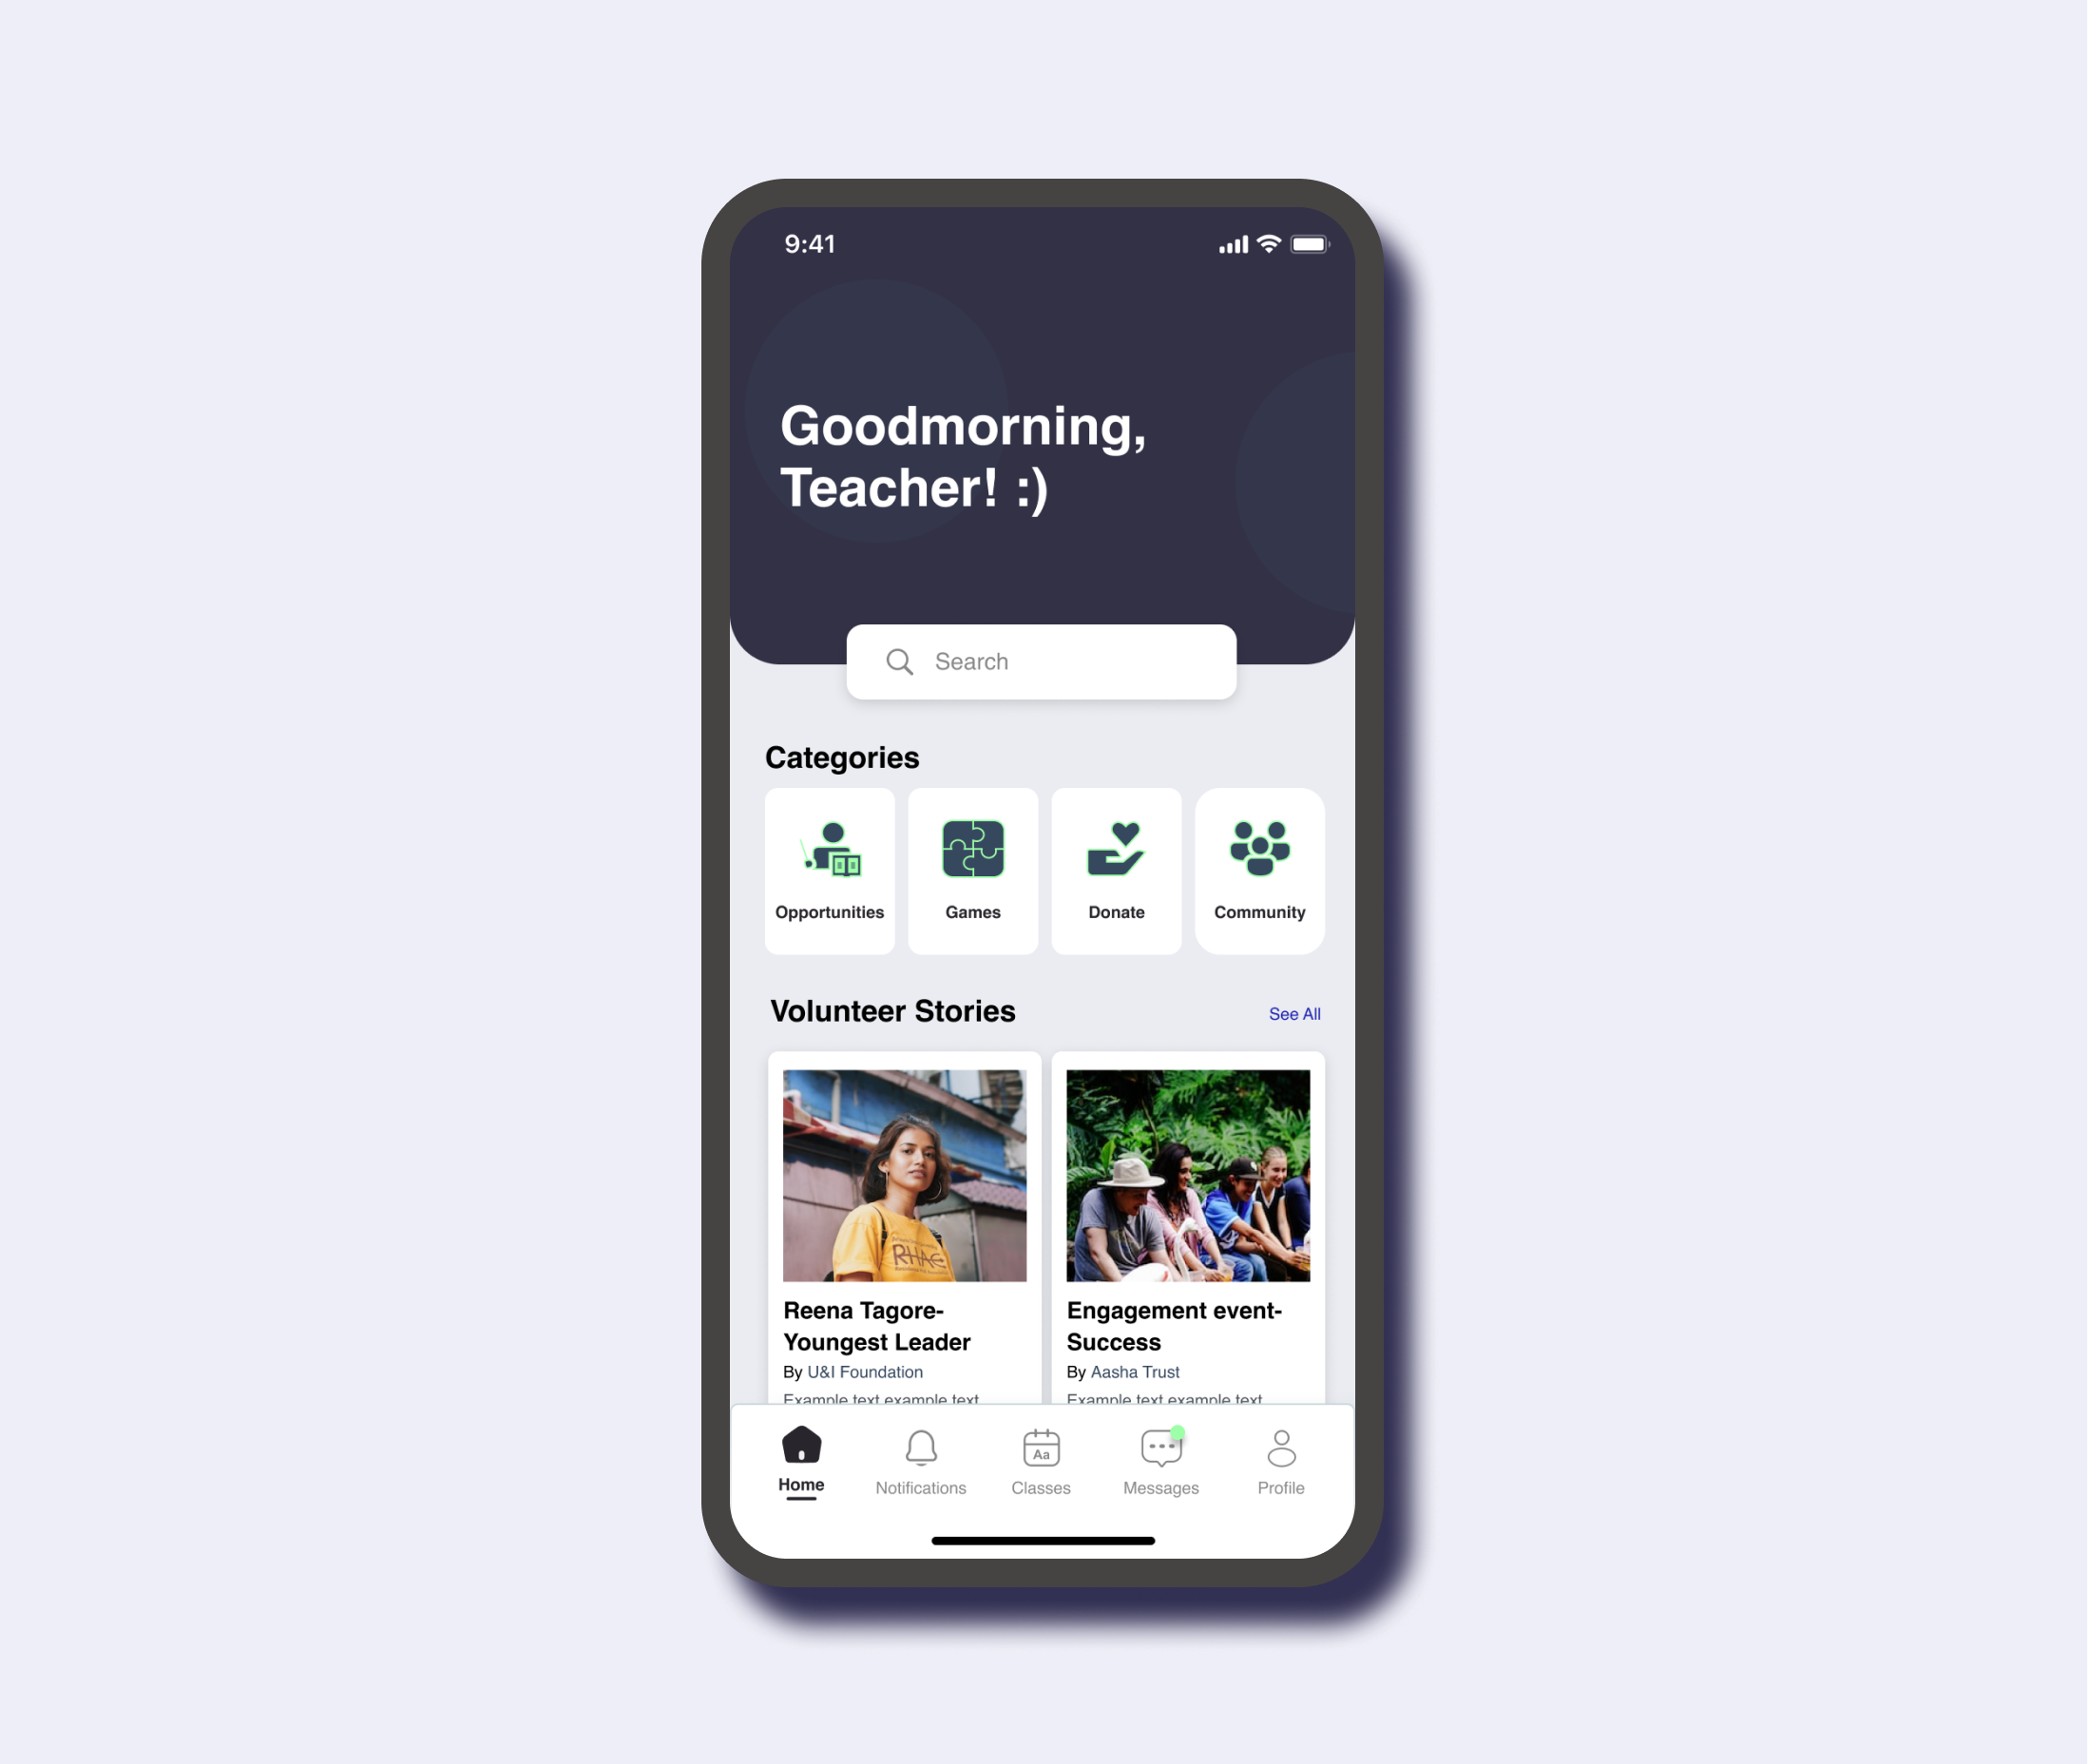 9:41
Goodmorning,
Teacher! :)
Search
Categories
Opportunities
Games
Donate
Community
Volunteer Stories
See All
RHAE
Reena Tagore-
Youngest Leader
By U&I Foundation
Example text example text
Engagement event-
Success
By Aasha Trust
Example text example text
Home
Notifications
Aa
Classes
Messages
Profile